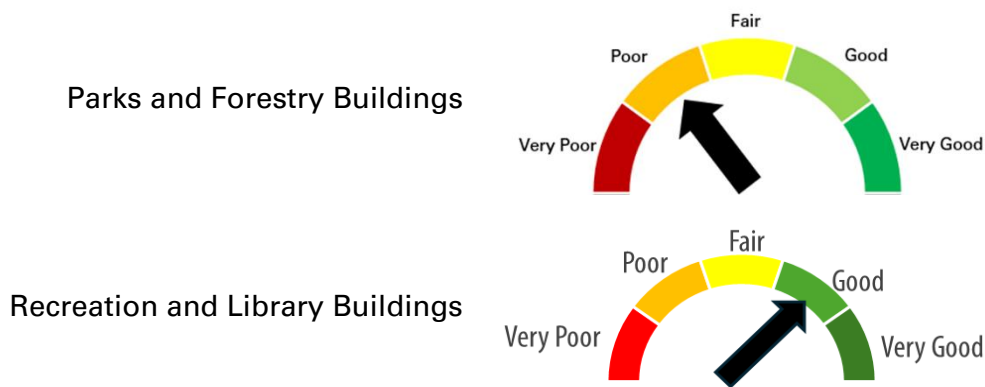 Fair
Poor
Good
Parks and Forestry Buildings
Very Poor
Very Good
Fair
Poor
Good
Recreation and Library Buildings
Very Poor
Very Good